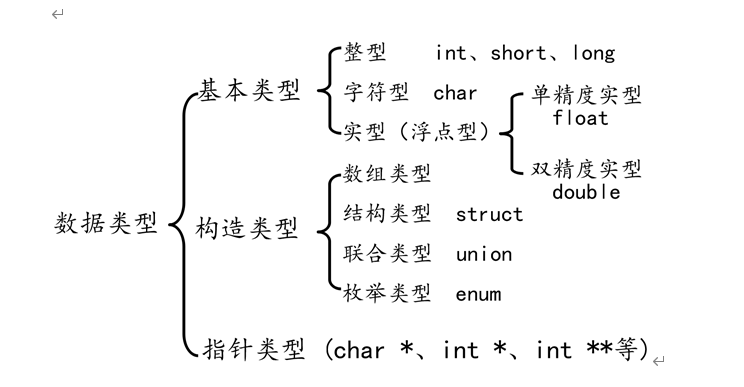 整型 int、short、long
基本类型
字符型 char
单精度实型
float
实型（浮点型）
双精度实型
double
数组类型
数据类型
构造类型
结构类型 struct
联合类型 union
枚举类型 enum
指针类型（char *、int *、int **等）